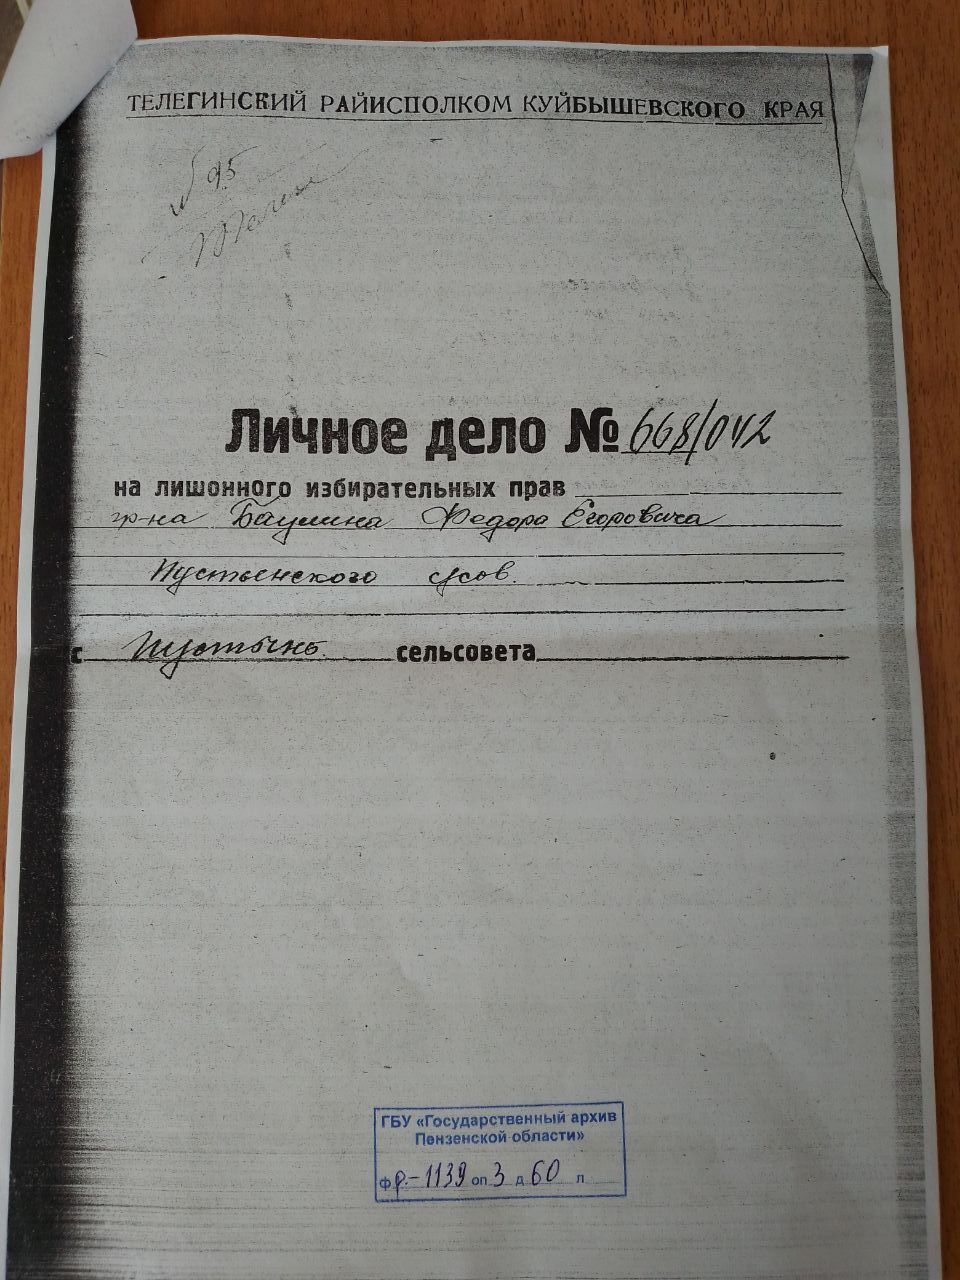 ТЕЛЕГИНСКИЙ РАЙИСПОЛКОМ КУЙБЫШЕВСКОГО КРАЯ
№ 95
Личное дело № 668/042
на лишонного избирательных прав
гр-на Баулина Федора Егоровича
Пустынского с/сов.
с Пустынь сельсовета
ГБУ «Государственный архив
Пензенской области»
ф р-1139 оп 3 д 60 л